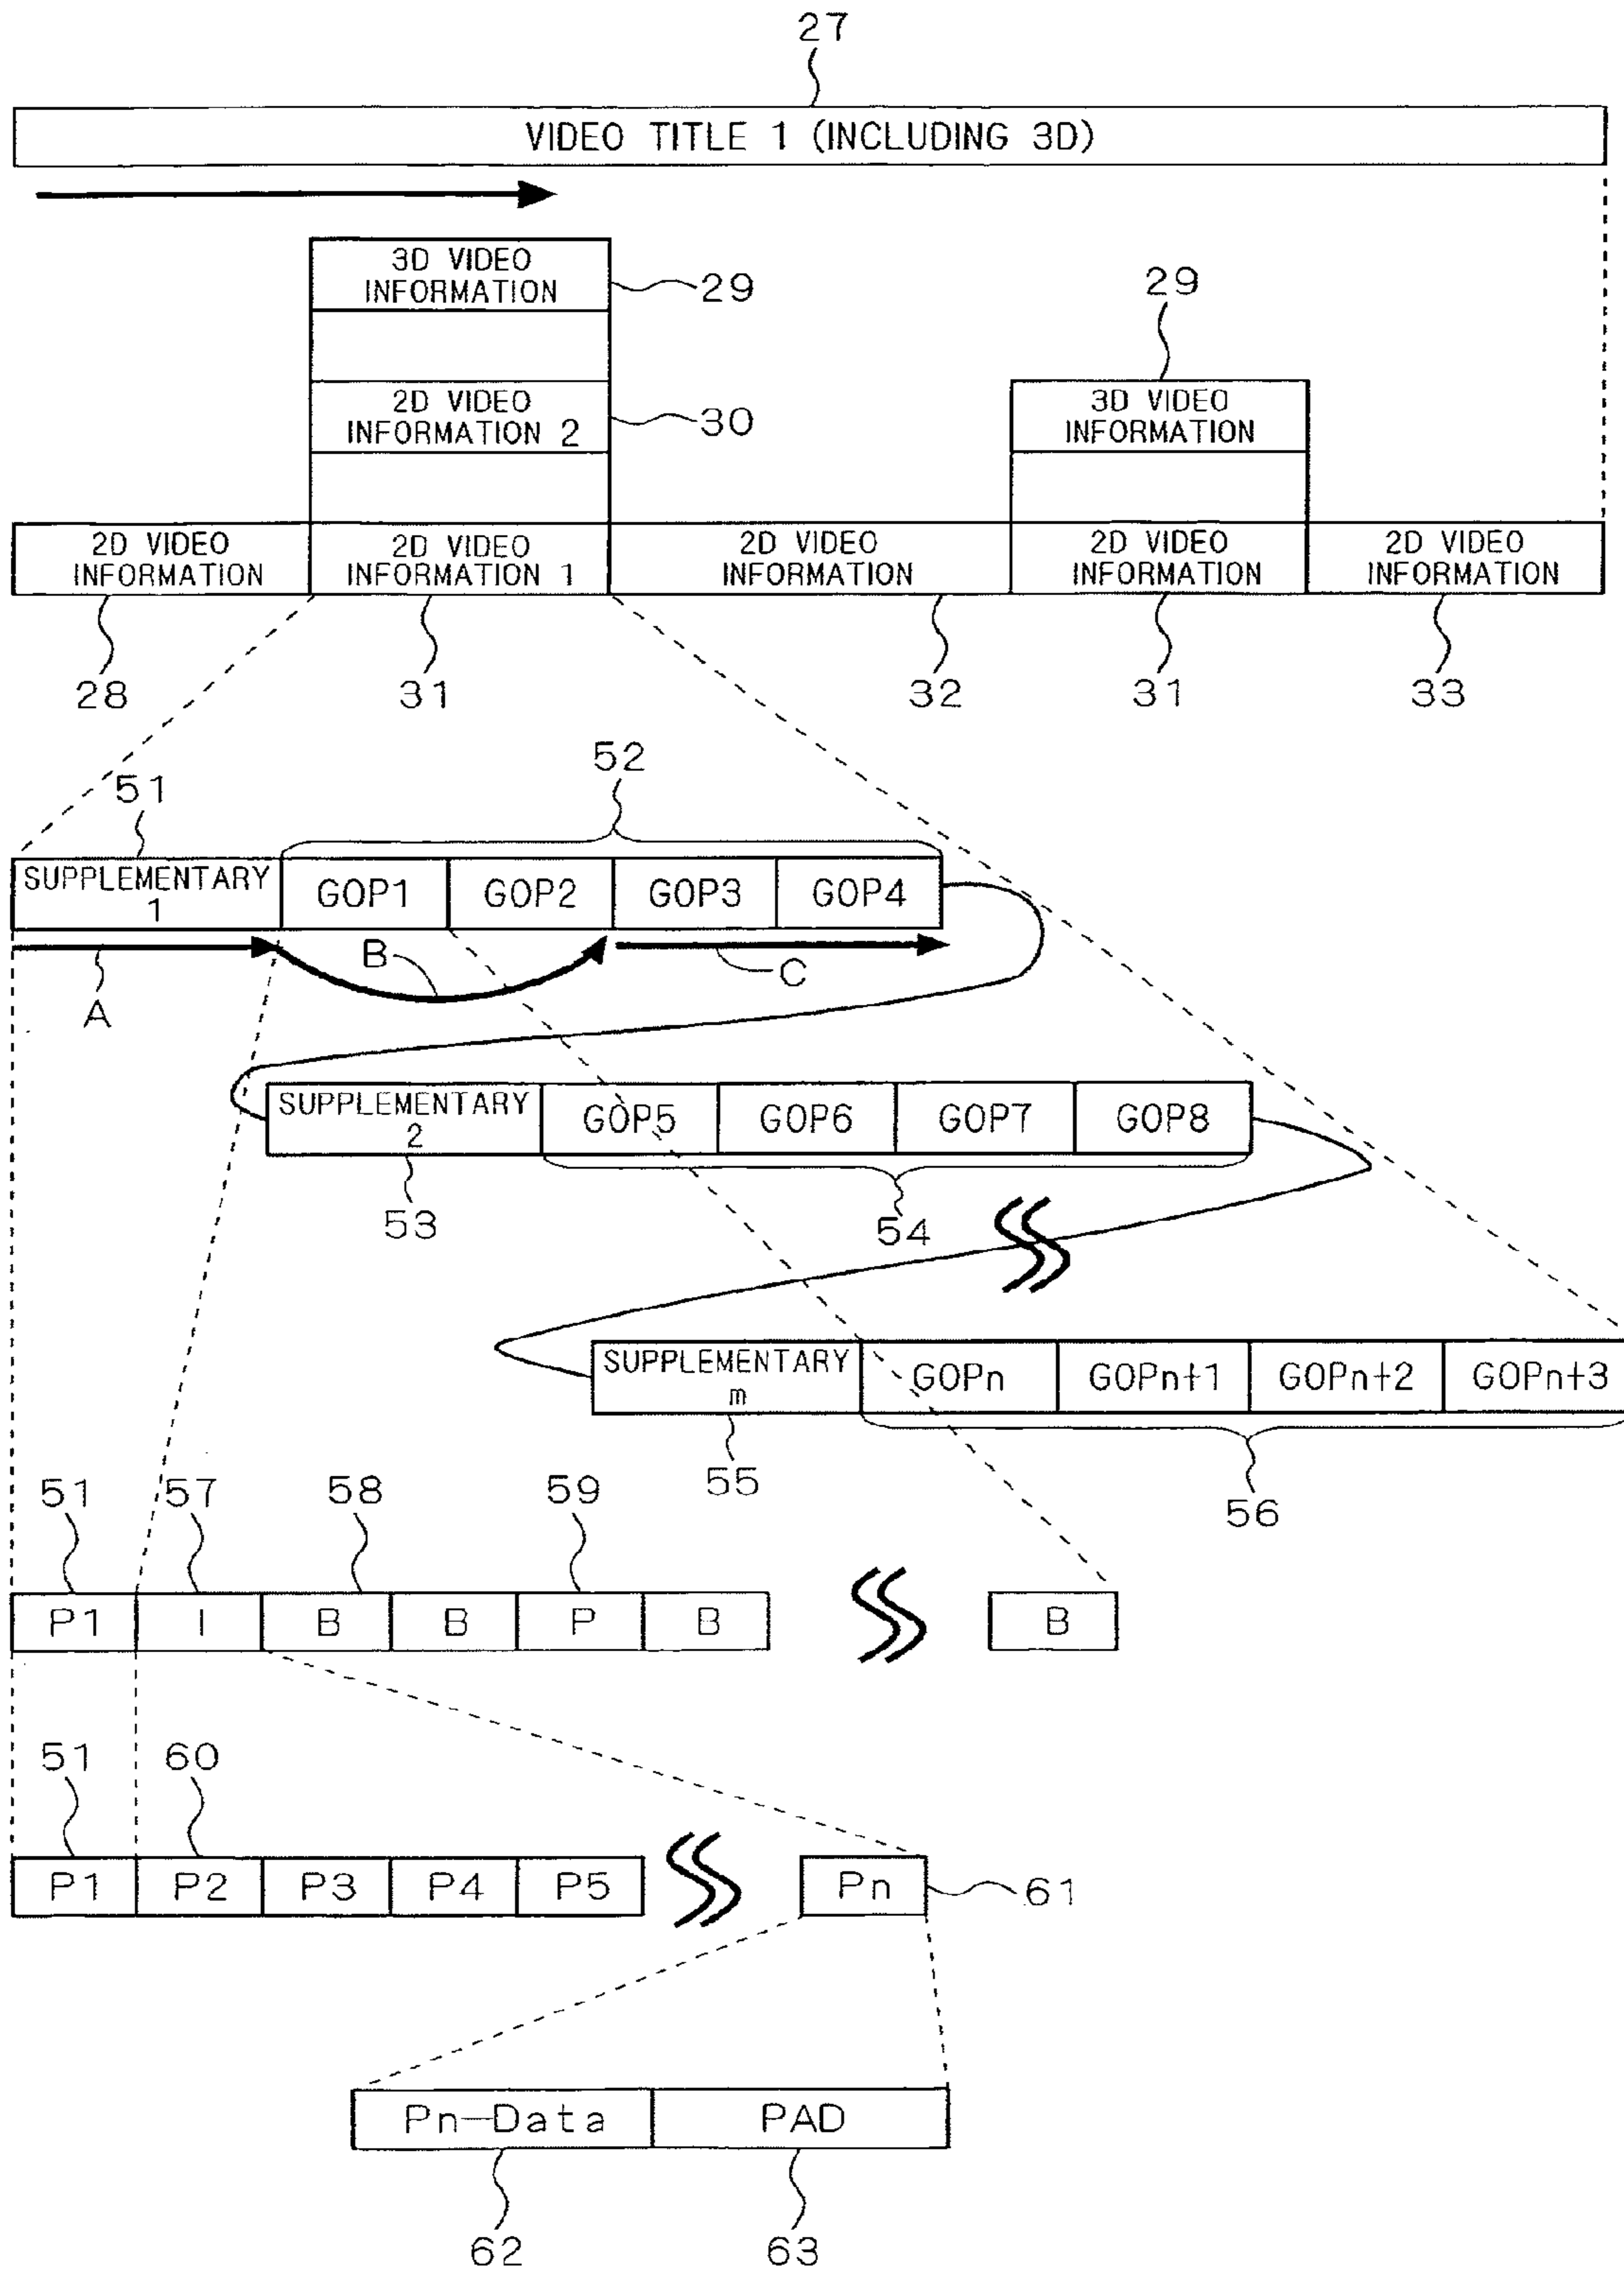 27
VIDEO TITLE 1 (INCLUDING 3D)
3D VIDEO
INFORMATION
29
29
2D VIDEO
INFORMATION 2
30
3D VIDEO
INFORMATION
2D VIDEO
INFORMATION
2D VIDEO
INFORMATION 1
2D VIDEO
INFORMATION
2D VIDEO
INFORMATION
2D VIDEO
INFORMATION
28
31
32
31
33
52
51
SUPPLEMENTARY
1
GOP1
GOP2
GOP3
GOP4
A
B
C
SUPPLEMENTARY
2
GOP5
GOP6
GOP7
GOP8
53
54
SUPPLEMENTARY
m
GOPn
GOPn+1
GOPn+2
GOPn+3
55
56
51
57
58
59
P1
I
B
B
P
B
B
51
60
P1
P2
P3
P4
P5
Pn
61
Pn-Data
PAD
62
63